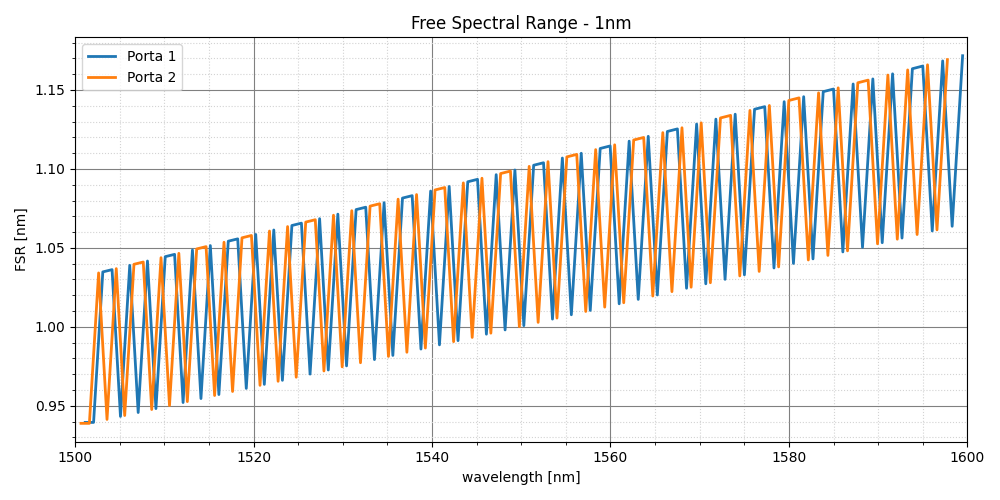 Free Spectral Range - 1nm
Porta 1
Porta 2
FSR [nm]
1.15
1.10
1.05
1.00
0.95
1500 1520 1540 1560 1580 1600
wavelength [nm]